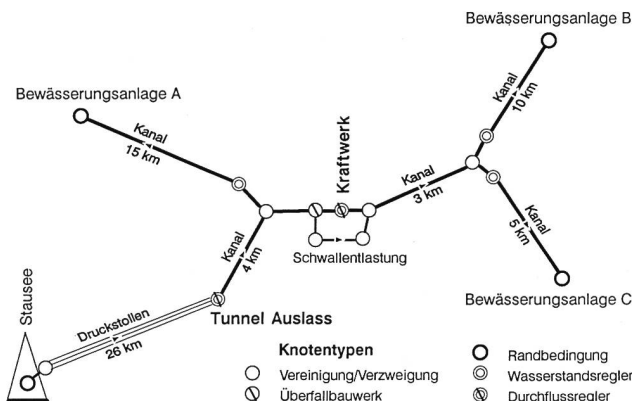 Bewässerungsanlage B
Bewässerungsanlage A
Kanal
10 km
Kanal
15 km
Kraftwerk
Kanal
3 km
Kanal
5 km
Kanal
4 km
Schwallentlastung
Bewässerungsanlage C
Stausee
Druckstollen
26 km
Tunnel Auslass
Knotentypen
Vereinigung/Verzweigung
Überfallbauwerk
Randbedingung
Wasserstandsregler
Durchflussregler